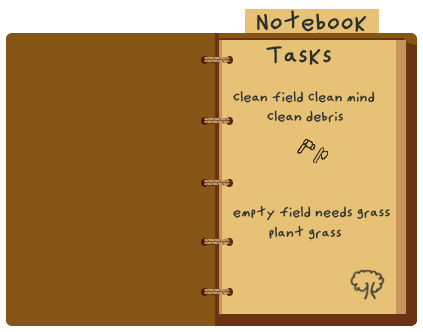 Notebook
Tasks
clean field clean mind
clean debris
empty field needs grass
plant grass